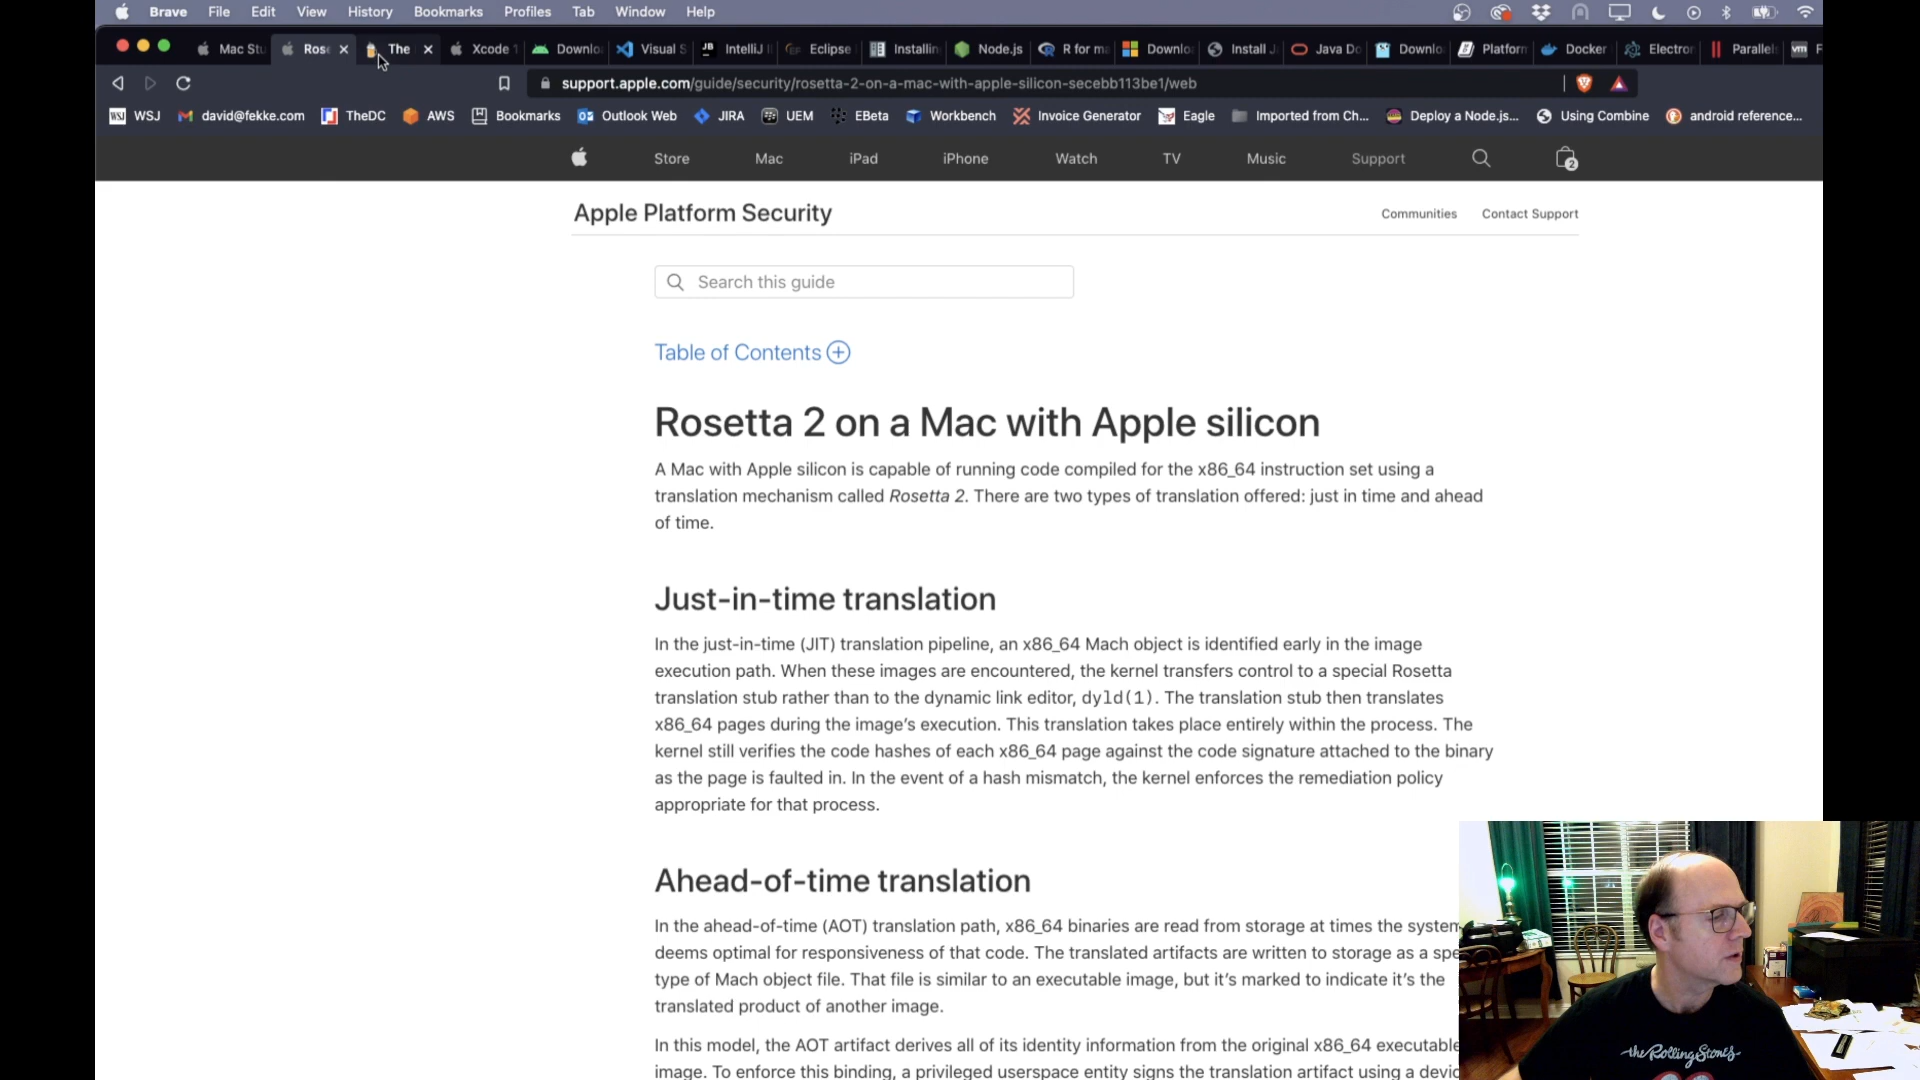 Brave File Edit View History Bookmarks Profiles Tab Window Help
Mac Stu Rose The Xcode 1 Downlo Visual S IntelliJ I Eclipse Installin Node.js R for ma Downlo Install J Java Do Downlo Platform Docker Electron Parallel F
support.apple.com/guide/security/rosetta-2-on-a-mac-with-apple-silicon-secebb113be1/web
WSJ david@fekke.com TheDC AWS Bookmarks Outlook Web JIRA UEM EBeta Workbench Invoice Generator Eagle Imported from Ch... Deploy a Node.js... Using Combine android reference...
Store Mac iPad iPhone Watch TV Music Support 2
Apple Platform Security Communities Contact Support
Search this guide
Table of Contents
Rosetta 2 on a Mac with Apple silicon
A Mac with Apple silicon is capable of running code compiled for the x86_64 instruction set using a
translation mechanism called Rosetta 2. There are two types of translation offered: just in time and ahead
of time.
Just-in-time translation
In the just-in-time (JIT) translation pipeline, an x86_64 Mach object is identified early in the image
execution path. When these images are encountered, the kernel transfers control to a special Rosetta
translation stub rather than to the dynamic link editor, dyld(1). The translation stub then translates
x86_64 pages during the image's execution. This translation takes place entirely within the process. The
kernel still verifies the code hashes of each x86_64 page against the code signature attached to the binary
as the page is faulted in. In the event of a hash mismatch, the kernel enforces the remediation policy
appropriate for that process.
Ahead-of-time translation
In the ahead-of-time (AOT) translation path, x86_64 binaries are read from storage at times the system
deems optimal for responsiveness of that code. The translated artifacts are written to storage as a spe
type of Mach object file. That file is similar to an executable image, but it's marked to indicate it's the
translated product of another image.
In this model, the AOT artifact derives all of its identity information from the original x86_64 executable
image. To enforce this binding, a privileged userspace entity signs the translation artifact using a devic
the Rolling Stones